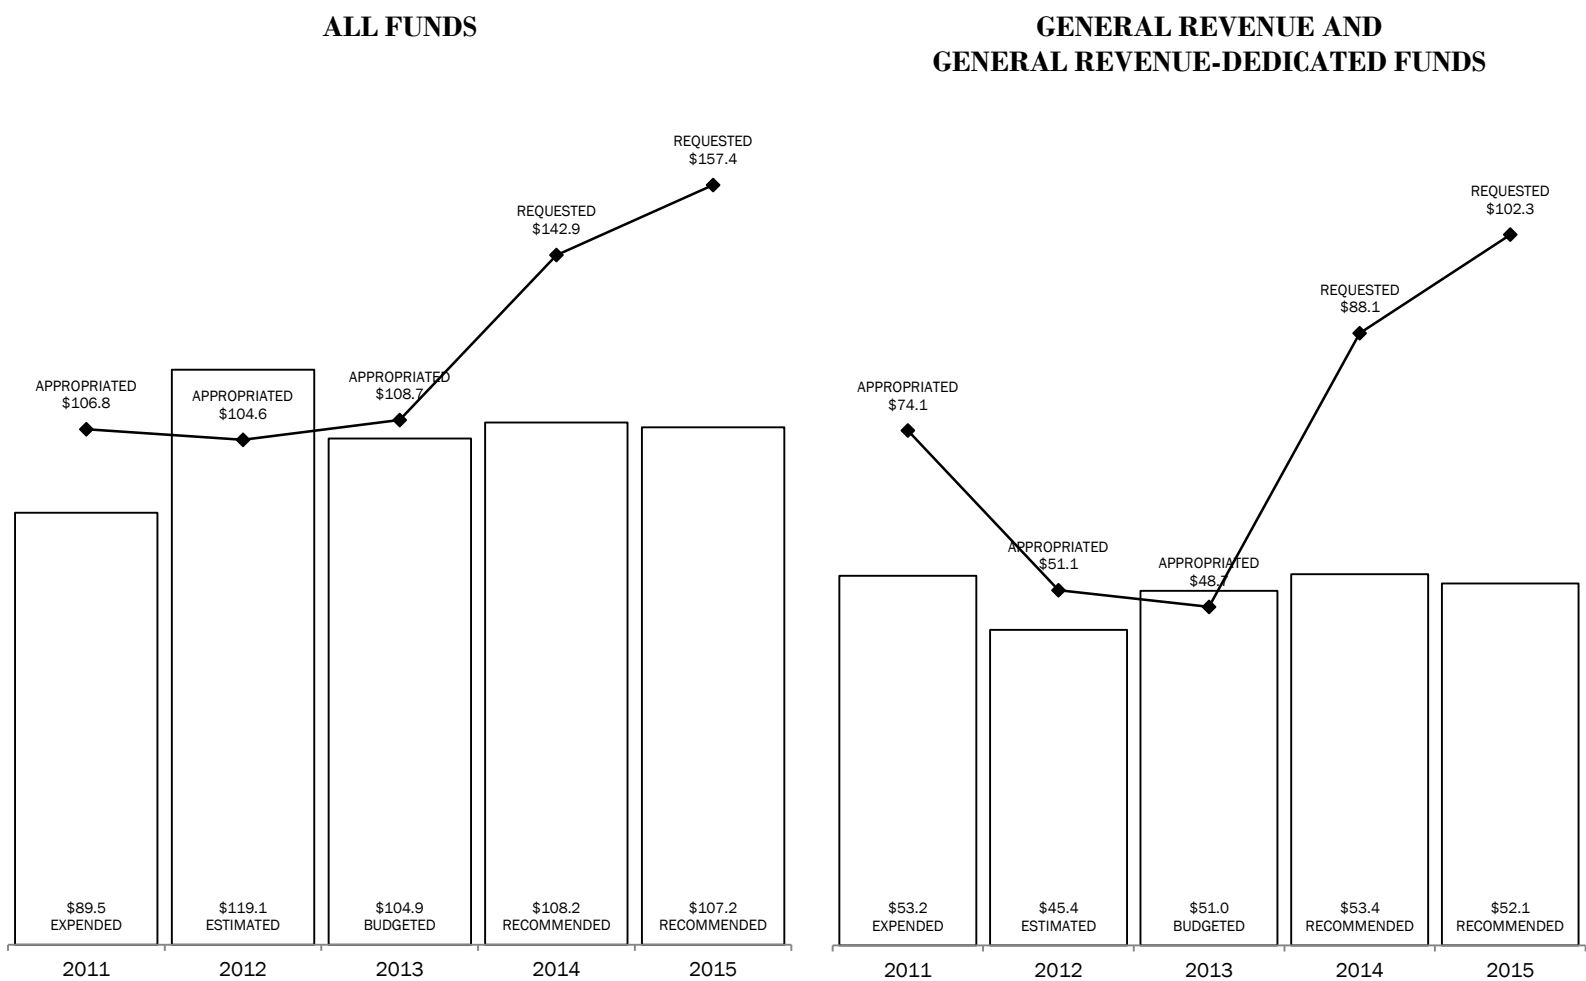 ALL FUNDS
REQUESTED
$157.4
REQUESTED
$142.9
APPROPRIATED
$106.8
APPROPRIATED
$104.6
APPROPRIATED
$108.7
$89.5
EXPENDED
$119.1
ESTIMATED
$104.9
BUDGETED
$108.2
RECOMMENDED
$107.2
RECOMMENDED
2011
2012
2013
2014
2015
GENERAL REVENUE AND
GENERAL REVENUE-DEDICATED FUNDS
REQUESTED
$102.3
REQUESTED
$88.1
APPROPRIATED
$74.1
APPROPRIATED
$51.1
APPROPRIATED
$48.7
$53.2
EXPENDED
$45.4
ESTIMATED
$51.0
BUDGETED
$53.4
RECOMMENDED
$52.1
RECOMMENDED
2011
2012
2013
2014
2015